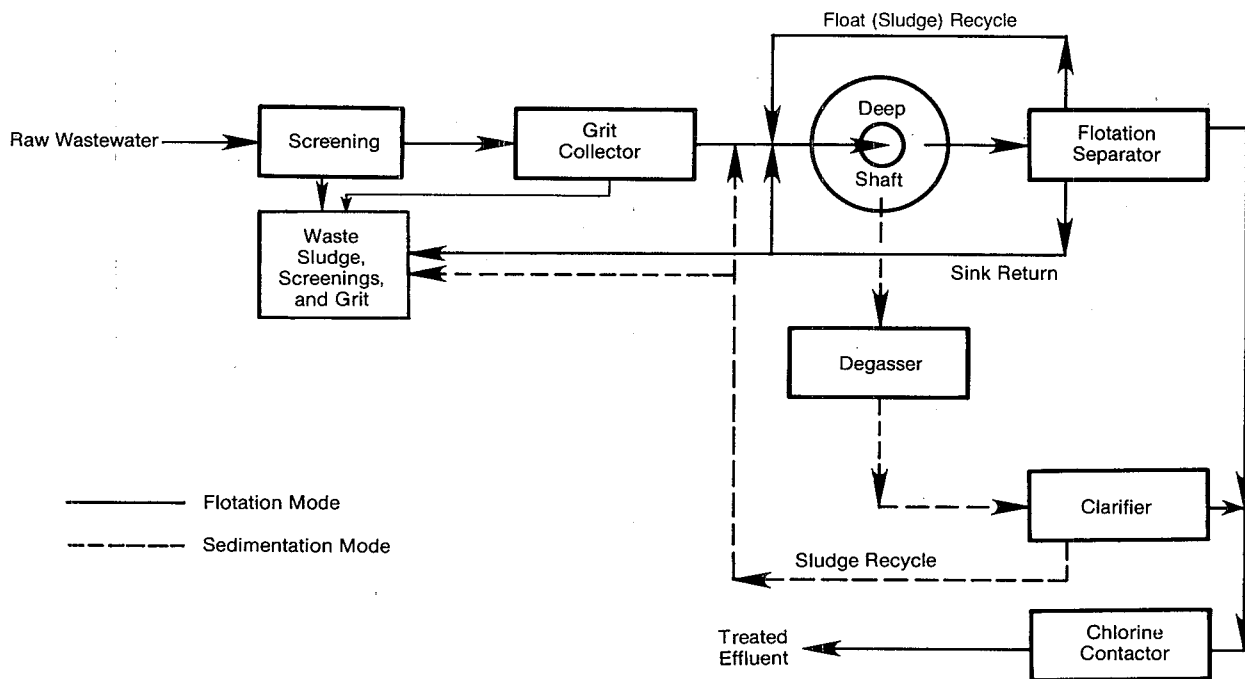 Float (Sludge) Recycle
Raw Wastewater
Screening
Grit
Collector
Deep
Shaft
Flotation
Separator
Waste
Sludge,
Screenings,
and Grit
Sink Return
Degasser
Flotation Mode
Sedimentation Mode
Clarifier
Sludge Recycle
Treated
Effluent
Chlorine
Contactor